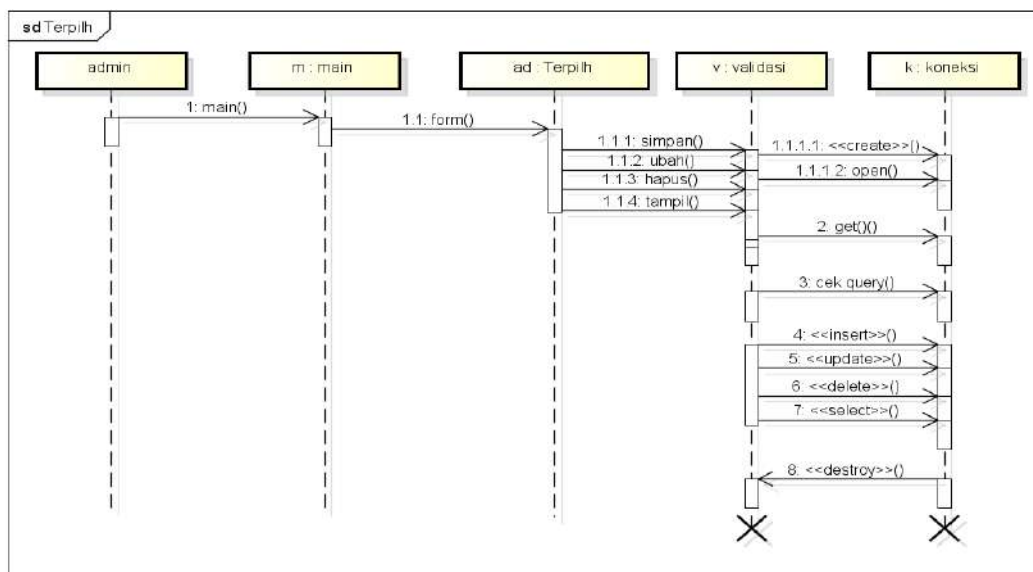 sd Terpilh
admin
m : main
ad : Terpilh
v : validasi
k : koneksi
1: main()
1.1: form()
1.1.1: simpan()
1.1.1.1: <<create>>()
1.1.2: ubah()
1.1.1.2: open()
1.1.3: hapus()
1.1.4: tampil()
2: get()()
3: cek query()
4: <<insert>>()
5: <<update>>()
6: <<delete>>()
7: <<select>>()
8: <<destroy>>()